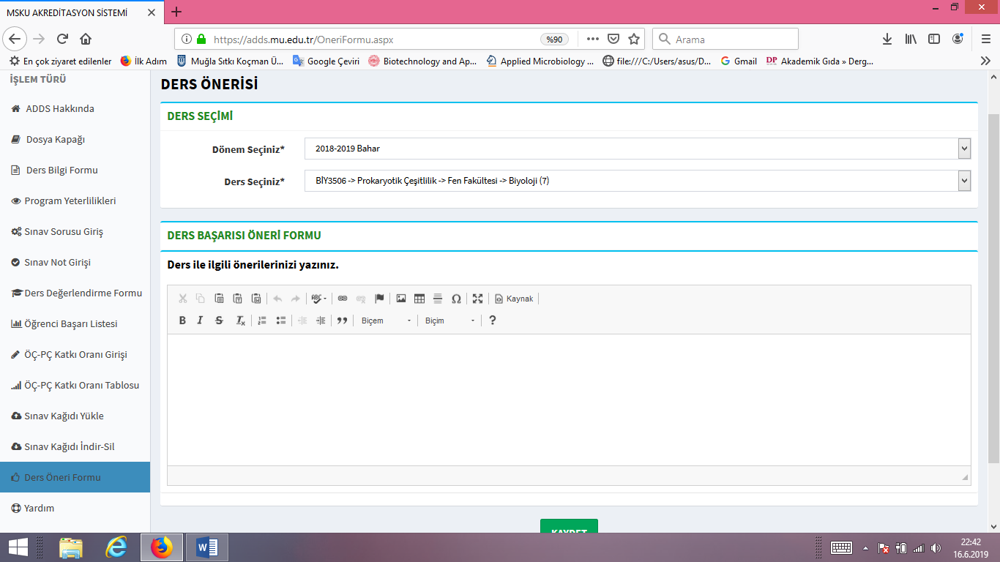 MSKU AKREDİTASYON SİSTEMİ
https://adds.mu.edu.tr/OneriFormu.aspx
%90
Arama
En çok ziyaret edilenler
İlk Adım
Muğla Sıtkı Koçman Ü...
Google Çeviri
Biotechnology and Ap...
Applied Microbiology ...
file:///C:/Users/asus/D...
Gmail
DP Akademik Gıda » Derg...
İŞLEM TÜRÜ
ADDS Hakkında
Dosya Kapağı
Ders Bilgi Formu
Program Yeterlilikleri
Sınav Sorusu Giriş
Sınav Not Girişi
Ders Değerlendirme Formu
Öğrenci Başarı Listesi
ÖÇ-PÇ Katkı Oranı Girişi
ÖÇ-PÇ Katkı Oranı Tablosu
Sınav Kağıdı Yükle
Sınav Kağıdı İndir-Sil
Ders Öneri Formu
Yardım
DERS ÖNERİSİ
DERS SEÇİMİ
Dönem Seçiniz*
2018-2019 Bahar
Ders Seçiniz*
BİY3506 -> Prokaryotik Çeşitlilik -> Fen Fakültesi -> Biyoloji (7)
DERS BAŞARISI ÖNERİ FORMU
Ders ile ilgili önerilerinizi yazınız.
Kaynak
Biçem
Biçim
KAYDET
22:42
16.6.2019